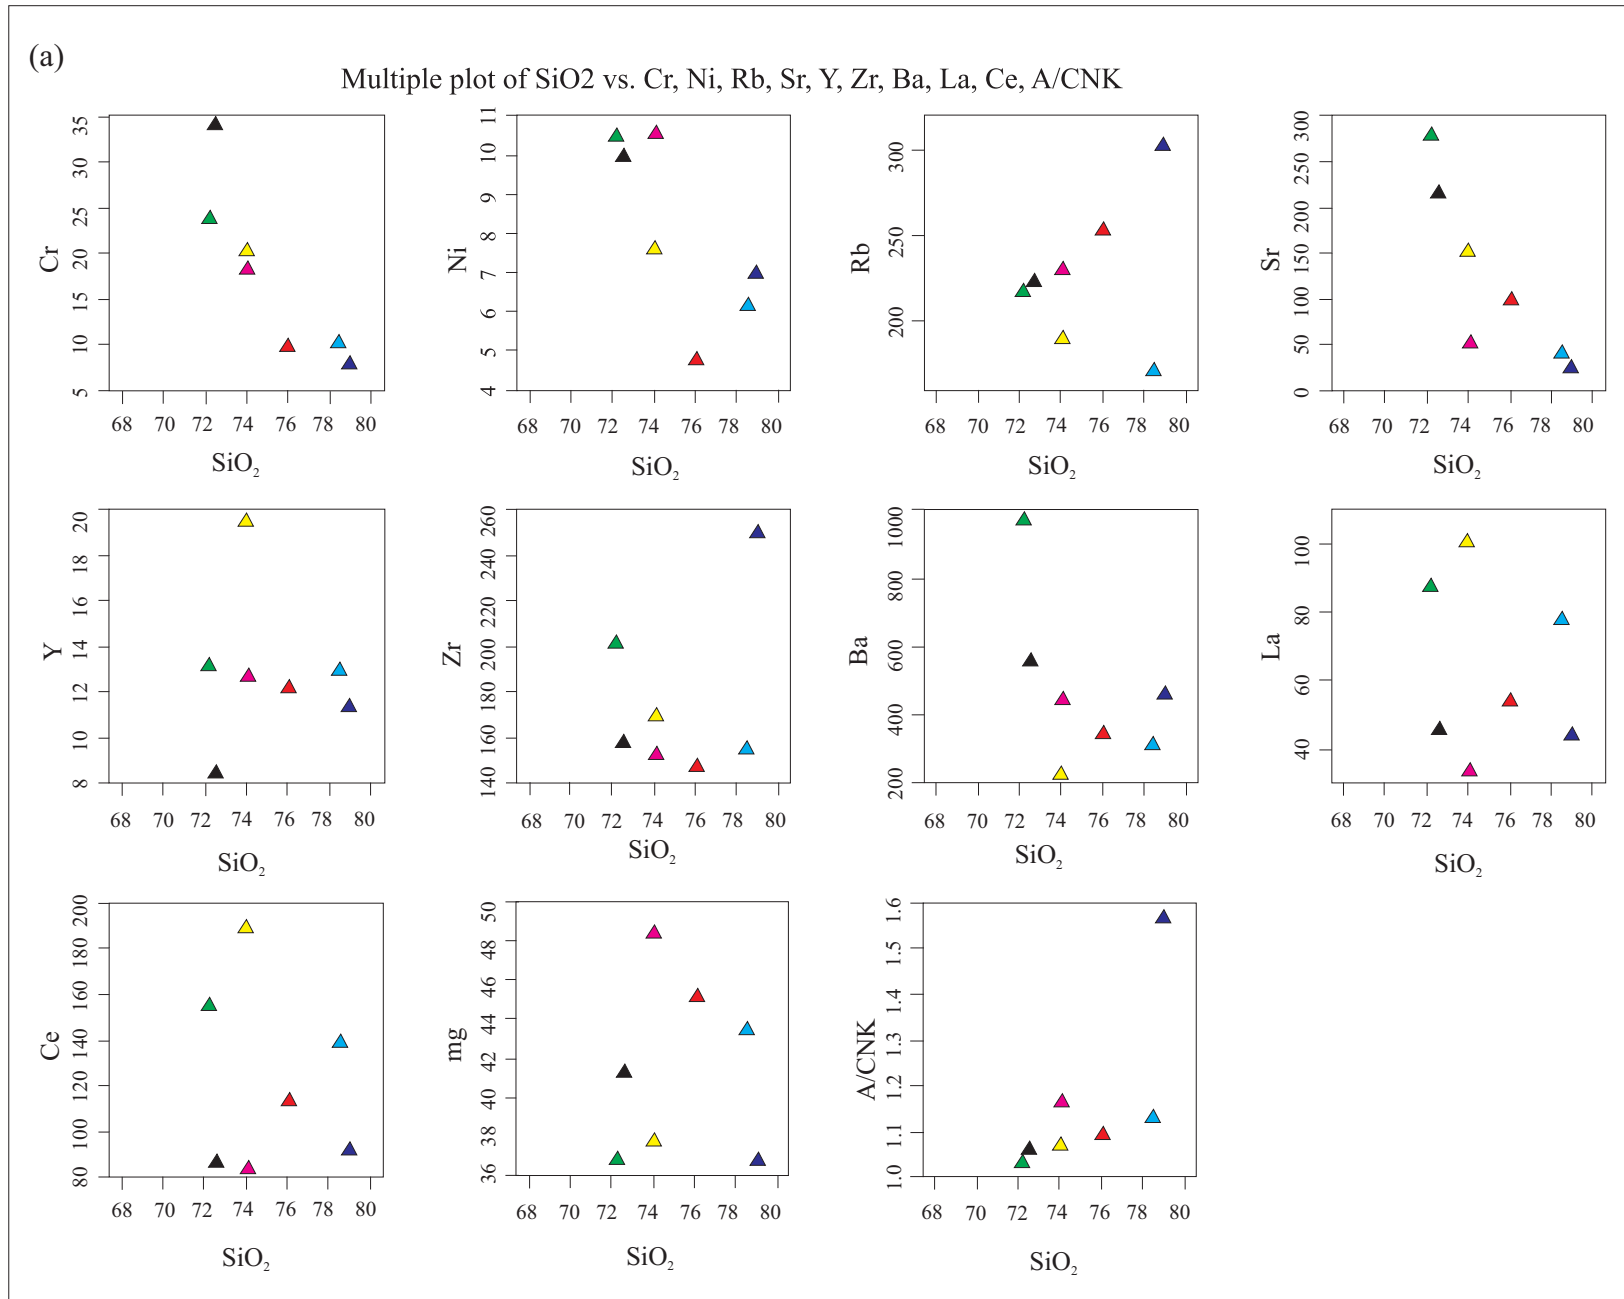 (a)
Multiple plot of SiO2 vs. Cr, Ni, Rb, Sr, Y, Zr, Ba, La, Ce, A/CNK
Cr
5 10 15 20 25 30 35
68 70 72 74 76 78 80
SiO₂
Ni
4 5 6 7 8 9 10 11
68 70 72 74 76 78 80
SiO₂
Rb
200 250 300
68 70 72 74 76 78 80
SiO₂
Sr
0 50 100 150 200 250 300
68 70 72 74 76 78 80
SiO₂
Y
8 10 12 14 16 18 20
68 70 72 74 76 78 80
SiO₂
Zr
140 160 180 200 220 240 260
68 70 72 74 76 78 80
SiO₂
Ba
200 400 600 800 1000
68 70 72 74 76 78 80
SiO₂
La
40 60 80 100
68 70 72 74 76 78 80
SiO₂
Ce
80 100 120 140 160 180 200
68 70 72 74 76 78 80
SiO₂
mg
36 38 40 42 44 46 48 50
68 70 72 74 76 78 80
SiO₂
A/CNK
1.0 1.1 1.2 1.3 1.4 1.5 1.6
68 70 72 74 76 78 80
SiO₂